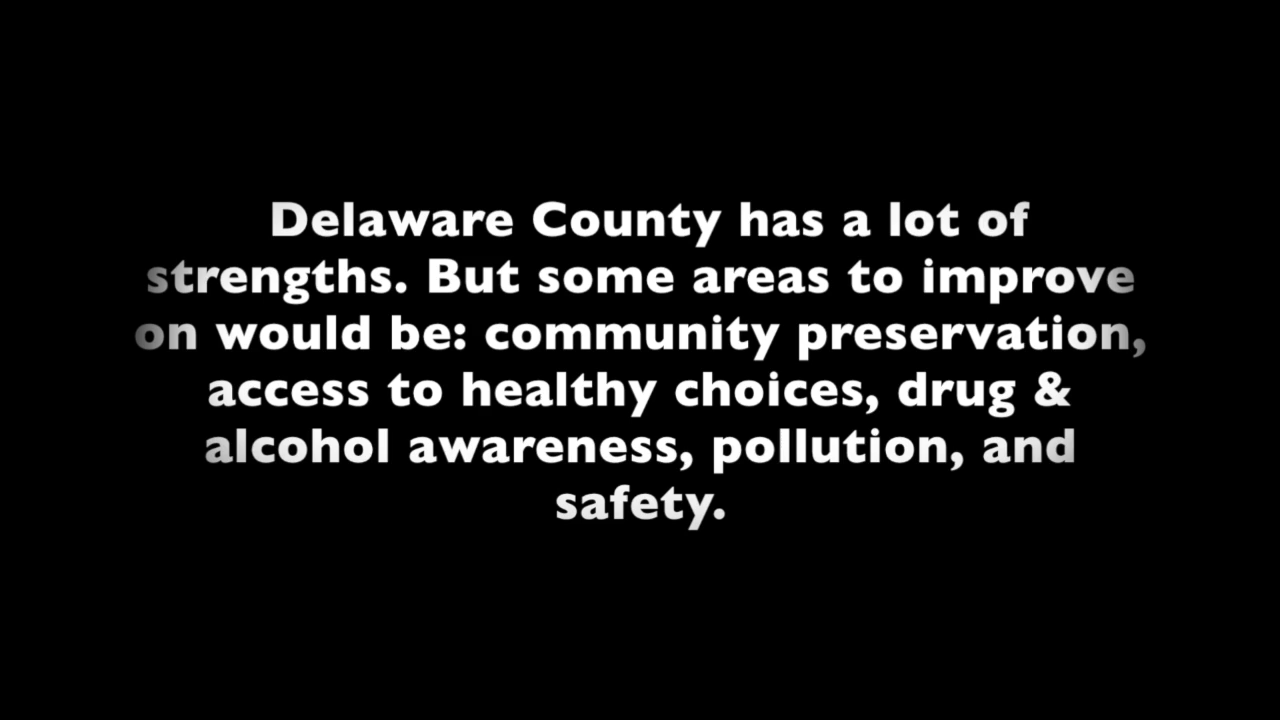 Delaware County has a lot of
strengths. But some areas to improve
on would be: community preservation,
access to healthy choices, drug &
alcohol awareness, pollution, and
safety.